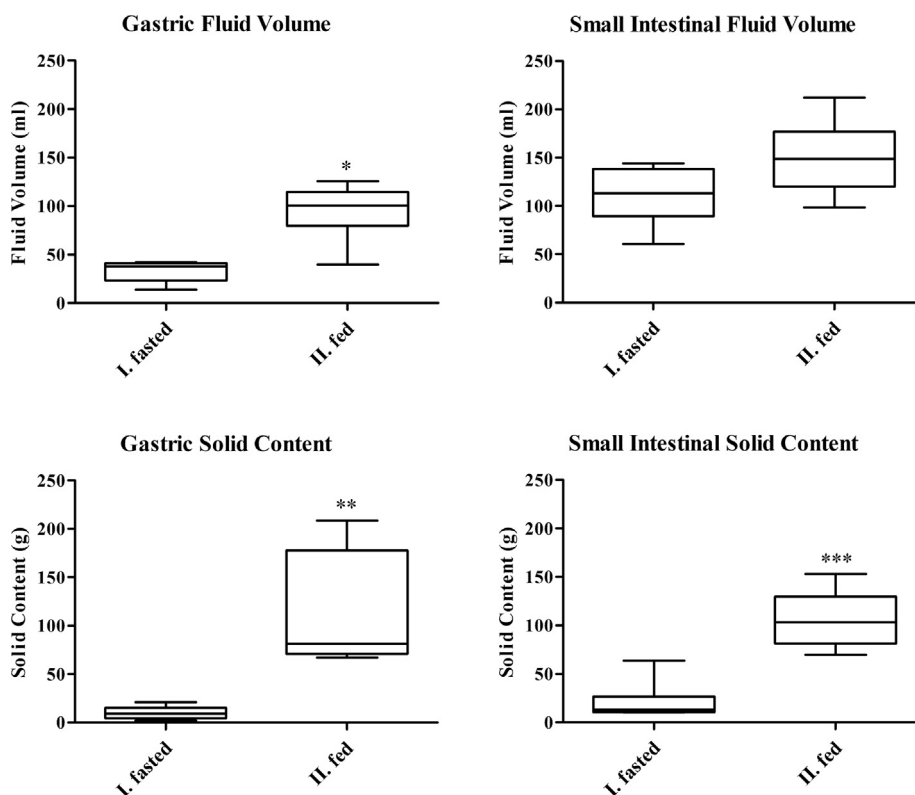 Gastric Fluid Volume
Fluid Volume (ml)
250
200
150
100
50
0
*
I. fasted
II. fed
Small Intestinal Fluid Volume
Fluid Volume (ml)
250
200
150
100
50
0
I. fasted
II. fed
Gastric Solid Content
Solid Content (g)
250
200
150
100
50
0
**
I. fasted
II. fed
Small Intestinal Solid Content
Solid Content (g)
250
200
150
100
50
0
***
I. fasted
II. fed